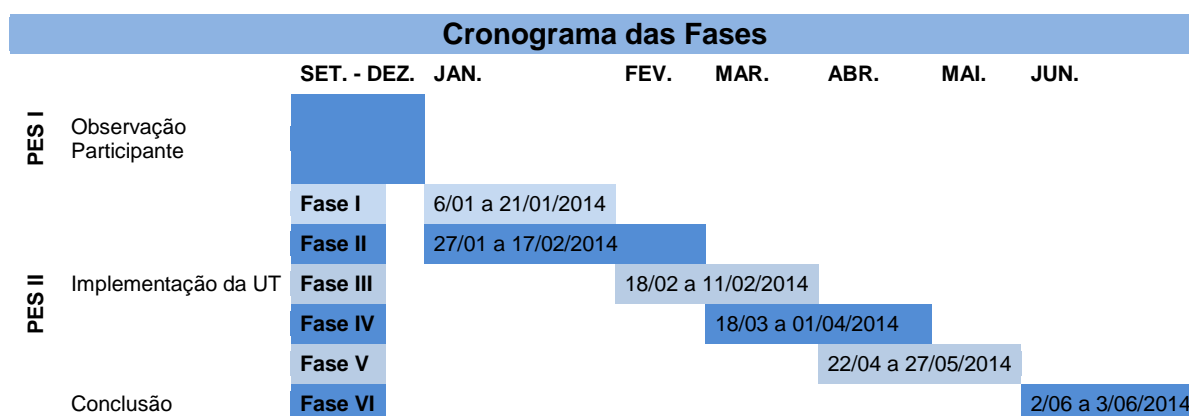 Cronograma das Fases
SET. - DEZ. JAN. FEV. MAR. ABR. MAI. JUN.
PES I
Observação
Participante
Fase I 6/01 a 21/01/2014
Fase II 27/01 a 17/02/2014
PES II
Implementação da UT Fase III 18/02 a 11/02/2014
Fase IV 18/03 a 01/04/2014
Fase V 22/04 a 27/05/2014
Conclusão Fase VI 2/06 a 3/06/2014